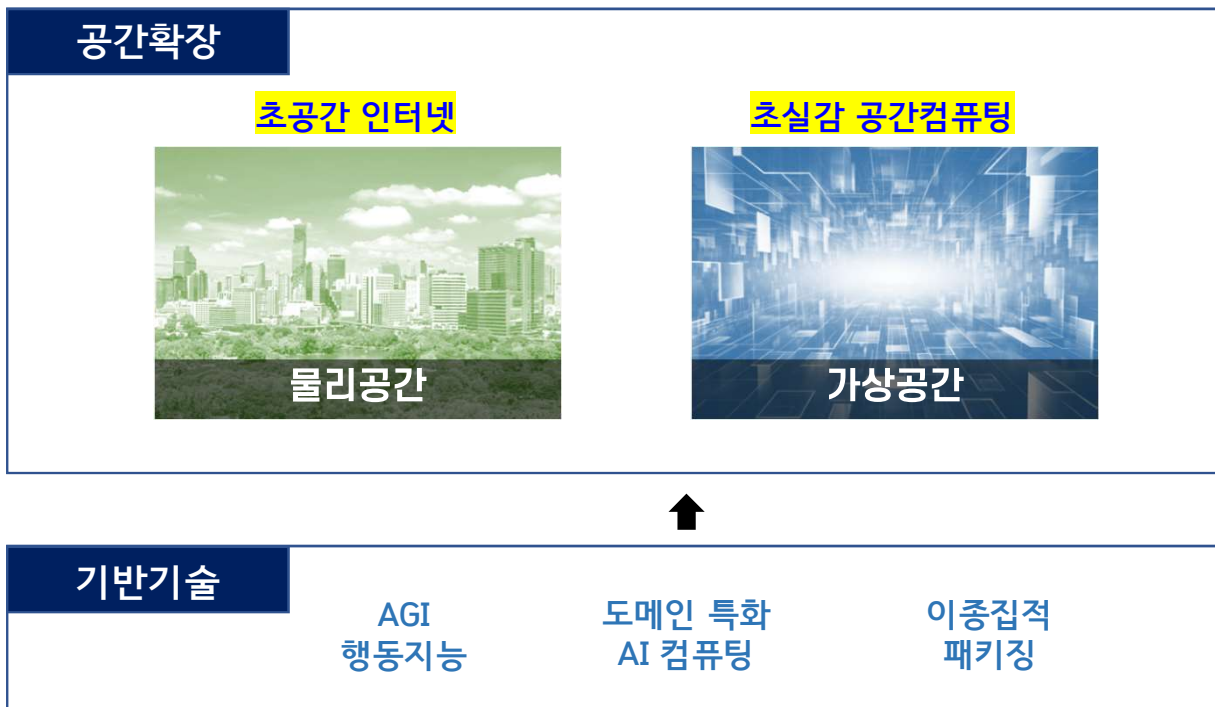 공간확장
초공간 인터넷
초실감 공간컴퓨팅
물리공간
가상공간
기반기술
AGI
행동지능
도메인 특화
AI 컴퓨팅
이종집적
패키징